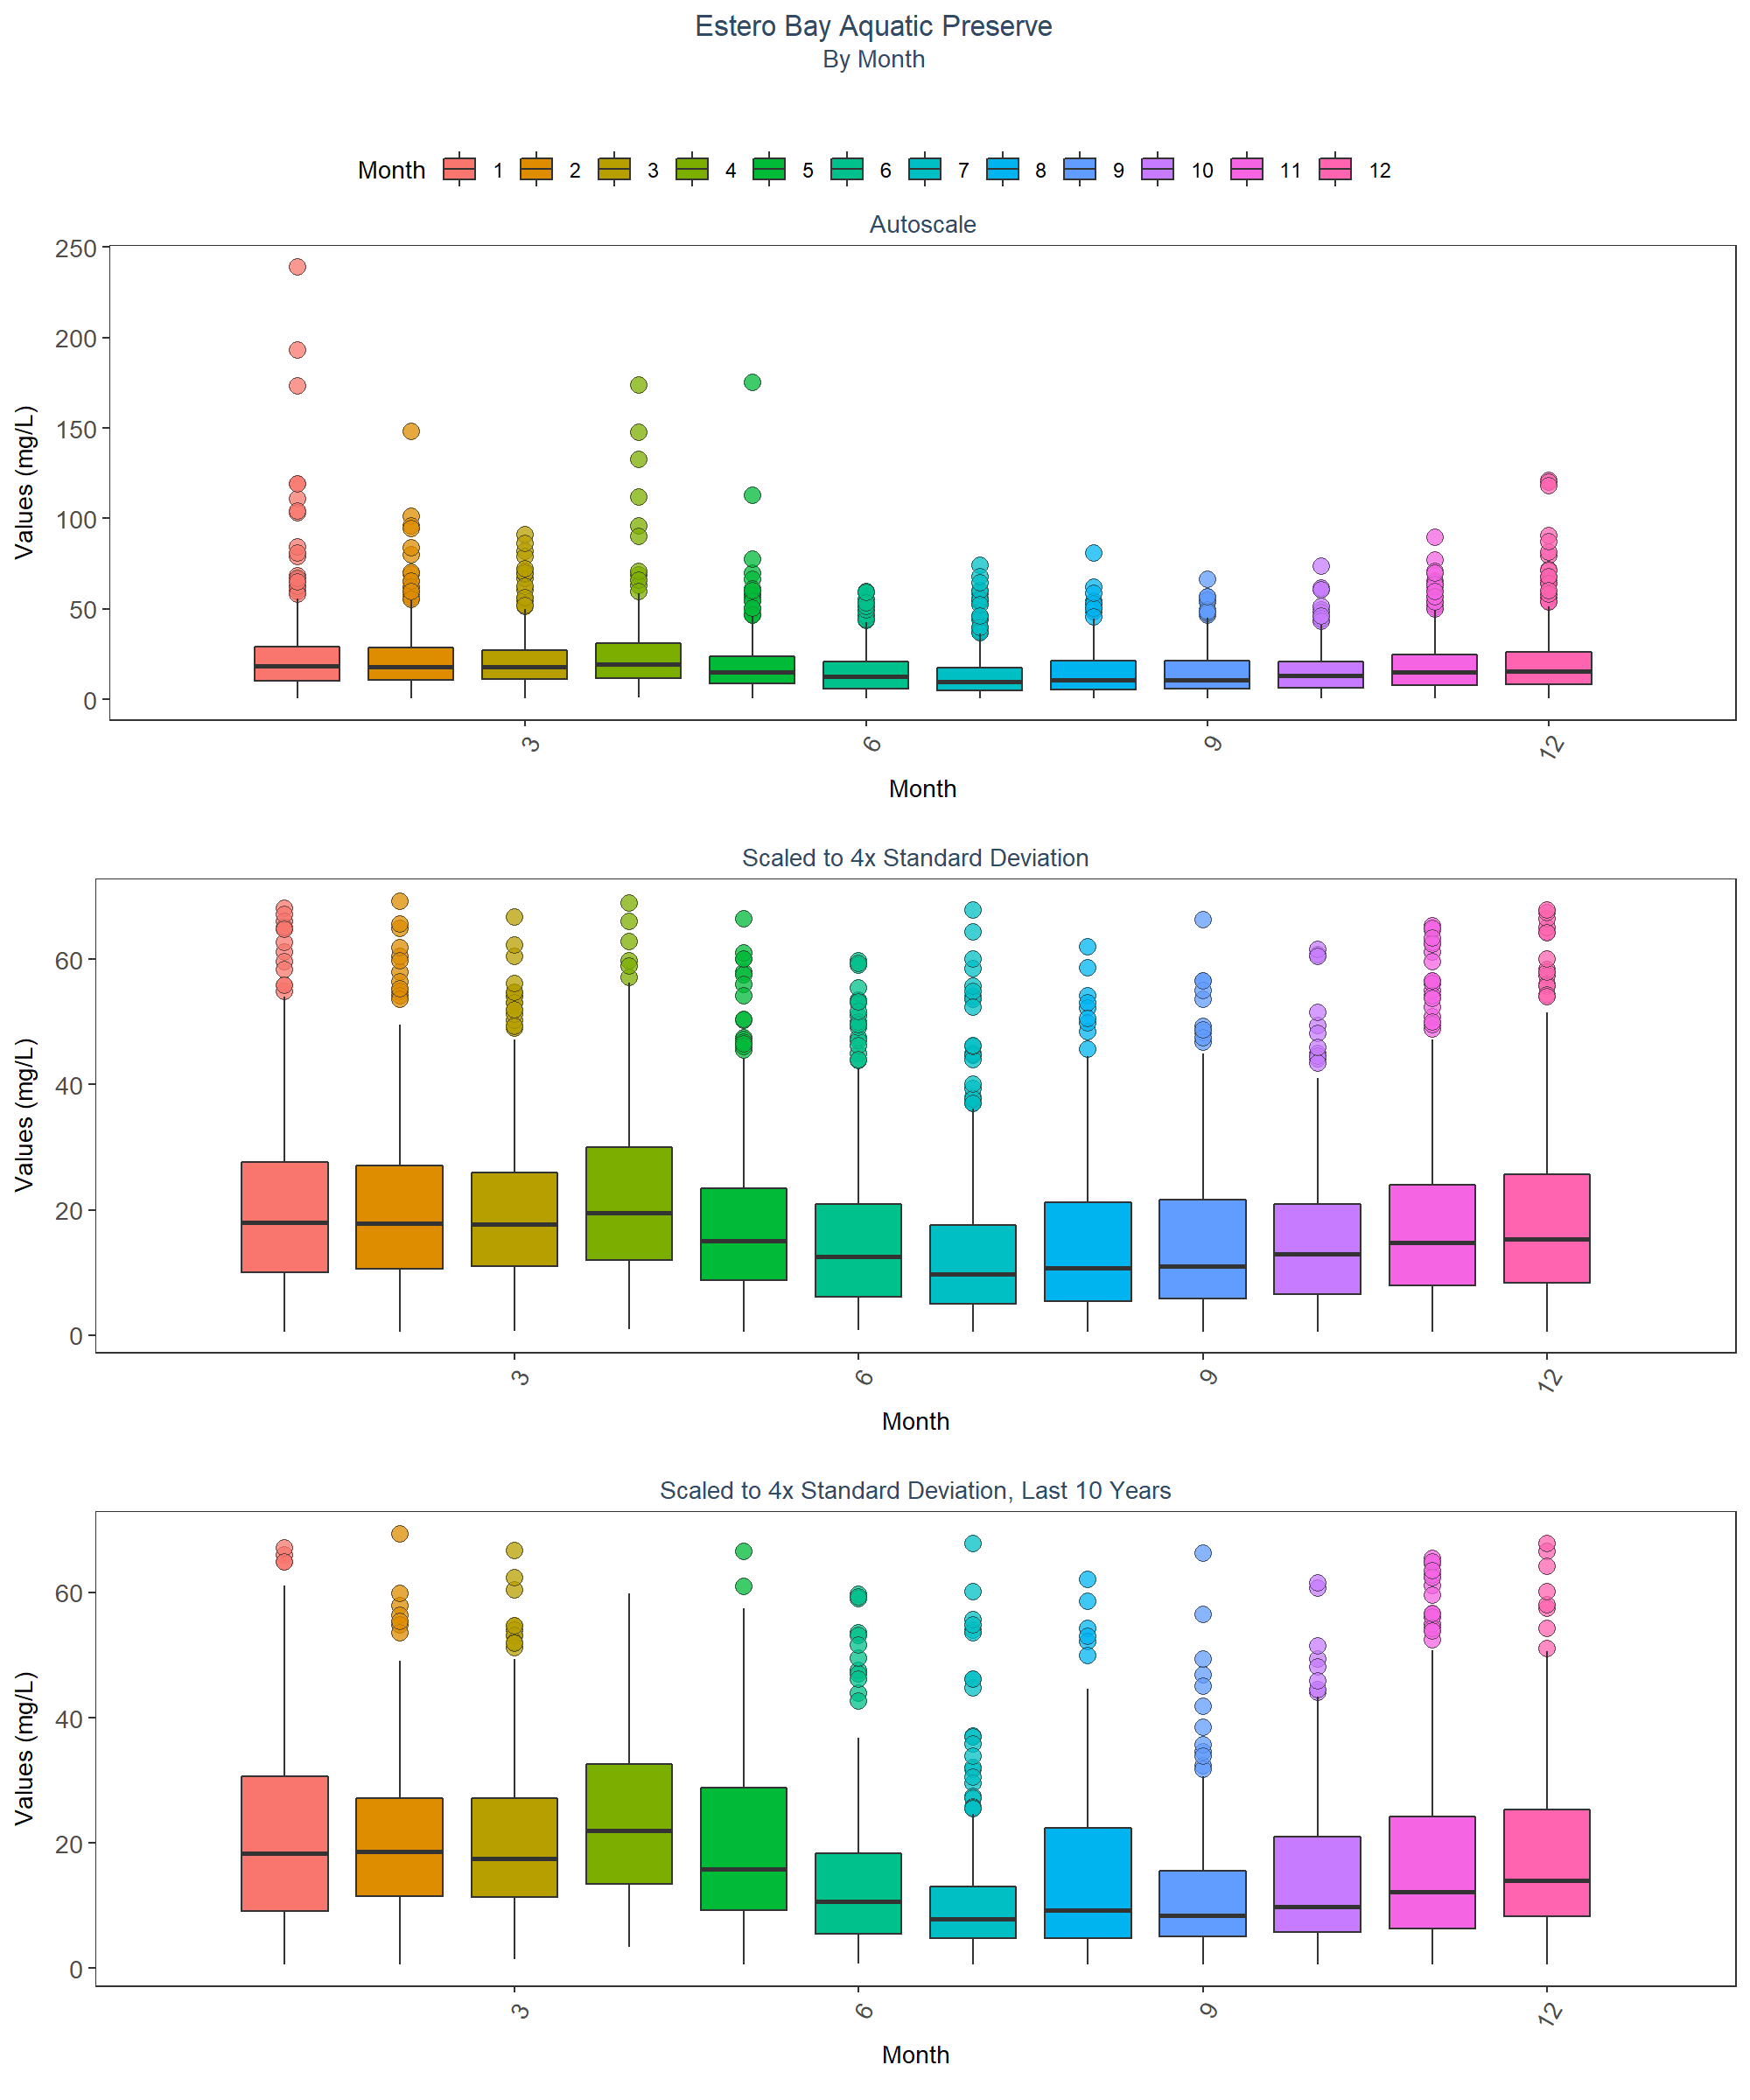 Estero Bay Aquatic Preserve
By Month
Month 1 2 3 4 5 6 7 8 9 10 11 12
Autoscale
Values (mg/L)
250
200
150
100
50
0
3 6 9 12
Month
Scaled to 4x Standard Deviation
Values (mg/L)
60
40
20
0
3 6 9 12
Month
Scaled to 4x Standard Deviation, Last 10 Years
Values (mg/L)
60
40
20
0
3 6 9 12
Month